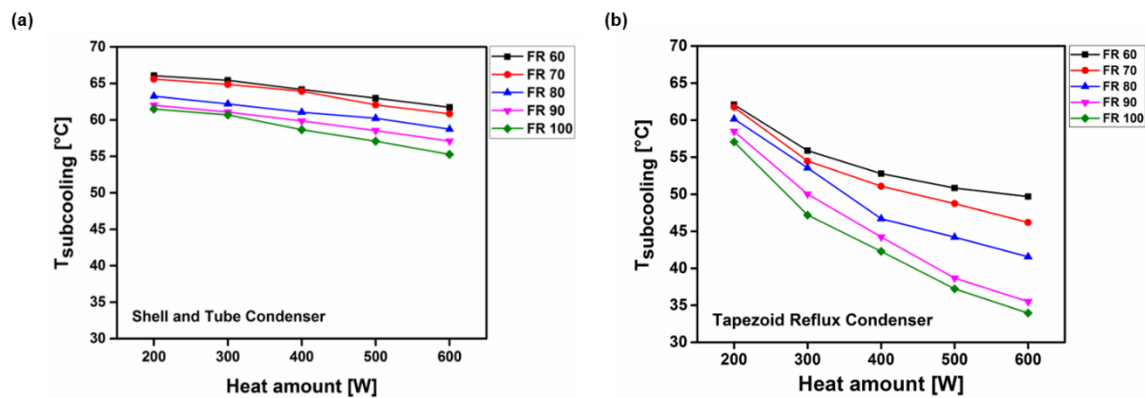 (a)
70
65
60
55
50
45
40
35
30
Tsubcooling [°C]
200 300 400 500 600
Heat amount [W]
Shell and Tube Condenser
FR 60
FR 70
FR 80
FR 90
FR 100
(b)
70
65
60
55
50
45
40
35
30
Tsubcooling [°C]
200 300 400 500 600
Heat amount [W]
Tapezoid Reflux Condenser
FR 60
FR 70
FR 80
FR 90
FR 100